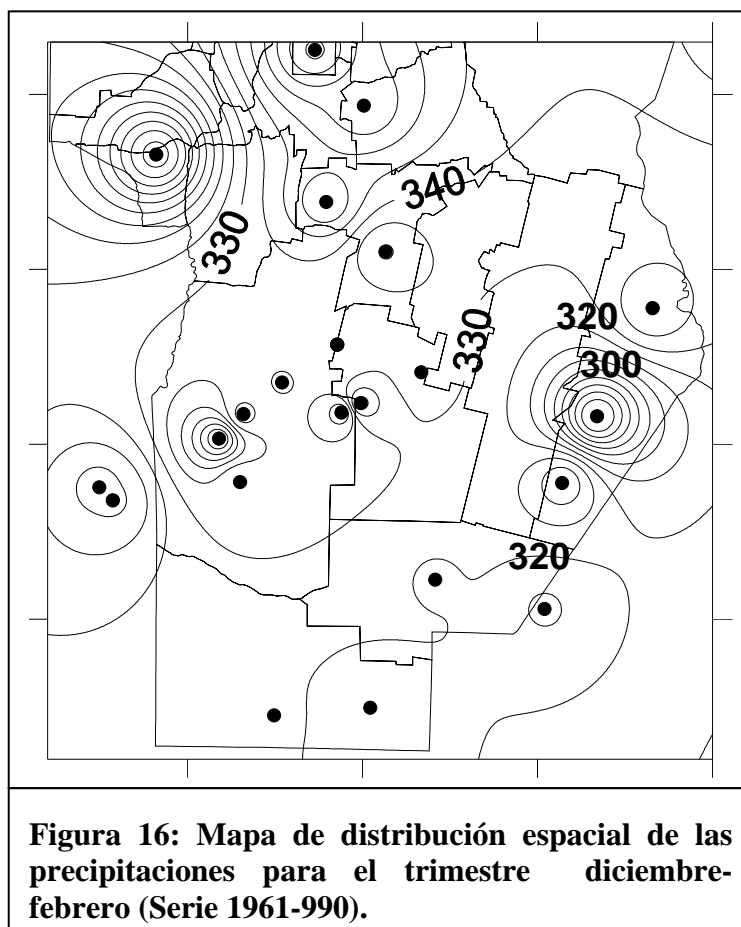 340
330
330
320
300
320
Figura 16: Mapa de distribución espacial de las
precipitaciones para el trimestre diciembre-
febrero (Serie 1961-990).